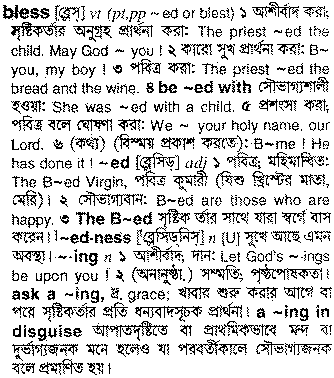 bless [ব্লেস্] vt (pt,pp ~ed or blest) ১ আশীর্বাদ করা;
সৃষ্টিকর্তার অনুগ্রহ প্রার্থনা করা: The priest ~ed the
child. May God ~ you ! ২ কারো সুখ প্রার্থনা করা: B~
you, my boy ! ৩ পবিত্র করা: The priest ~ed the
bread and the wine. ৪ be ~ed with সৌভাগ্যশালী
হওয়া: She was ~ed with a child. ৫ প্রশংসা করা,
পবিত্র বলে ঘোষণা করা: We ~ your holy name, our
Lord. ৬ (কথ্য) (বিস্ময় প্রকাশ করতে): B~me ! He
has done it ! ~ed [ব্লেসিড্] adj ১ পবিত্র; মহিমান্বিত:
The B~ed Virgin, পবিত্র কুমারী (যিশু খ্রিস্টের মাতা,
মেরি)। ২ সৌভাগ্যবান: B~ed are those who are
happy. ৩ The B~ed সৃষ্টিক র্তার সাথে যারা স্বর্গে বাস
করেন। ~ed·ness [ব্লেসিড্‌নিস্] n [U] সুখে আছে এমন
অবস্থা। ~·ing n ১ আশীর্বাদ, দান: Let God's ~·ings
be upon you ! ২ (অনানুষ্ঠা.) সম্মতি; পৃষ্ঠপোষকতা।
ask a ~ing, দ্র. grace; খাবার শুরু করার আগে বা
পরে সৃষ্টিকর্তার প্রতি ধন্যবাদসূচক প্রার্থনা। a ~ing in
disguise আপাতদৃষ্টিতে বা প্রাথমিকভাবে মন্দ বা
দুর্ভাগ্যজনক মনে হলেও যা পরবর্তীকালে সৌভাগ্যজনক
বলে প্রমাণিত হয়।